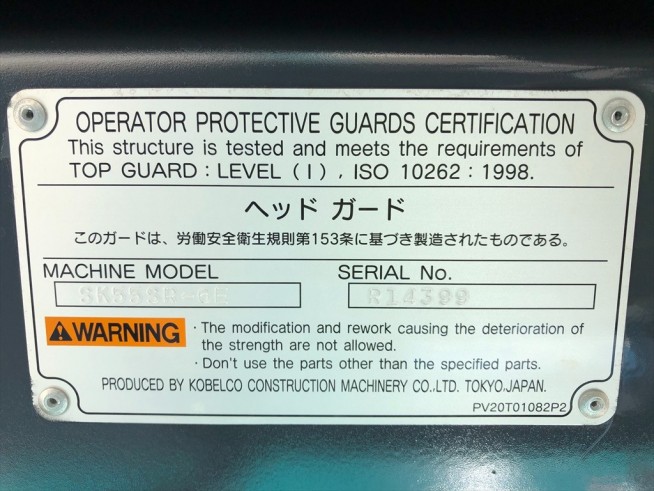 OPERATOR PROTECTIVE GUARDS CERTIFICATION
This structure is tested and meets the requirements of
TOP GUARD : LEVEL ( I ) , ISO 10262 : 1998.
ヘッド ガード
このガードは、労働安全衛生規則第153条に基づき製造されたものである。
MACHINE MODEL SERIAL No.
SK55SR-6E R14399
WARNING · The modification and rework causing the deterioration of
the strength are not allowed.
· Don't use the parts other than the specified parts.
PRODUCED BY KOBELCO CONSTRUCTION MACHINERY CO.,LTD. TOKYO.JAPAN.
PV20T01082P2